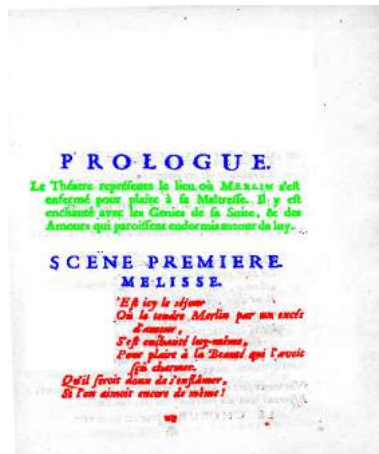 PROLOGUE.
Le Théatre represente le lieu où MERLIN s'est
enfermé pour plaire à sa Maîtresse. Il y est
enchanté avec les Genies de sa Suite, & des
Amours qui paroissent endormis autour de luy.
SCENE PREMIERE.
MELISSE.
C'Est icy le séjour
Où le tendre Merlin par un excés
d'amour,
S'est enchanté luy-même,
Pour plaire à la Beauté qui l'avoit
sçû charmer.
Qu'il seroit doux de s'enflâmer,
Si l'on aimoit encore de même!